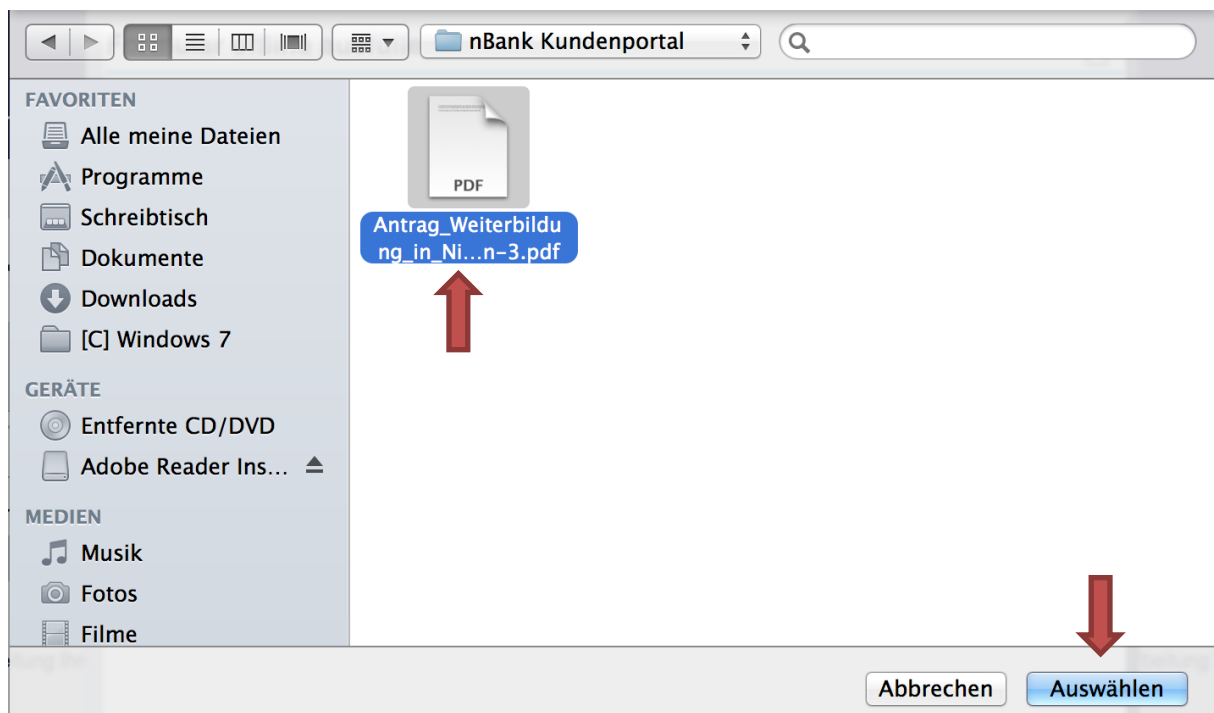 nBank Kundenportal
FAVORITEN
Alle meine Dateien
Programme
Schreibtisch
Dokumente
Downloads
[C] Windows 7
GERÄTE
Entfernte CD/DVD
Adobe Reader Ins...
MEDIEN
Musik
Fotos
Filme
PDF
Antrag_Weiterbildu
ng_in_Ni...n-3.pdf
Abbrechen
Auswählen